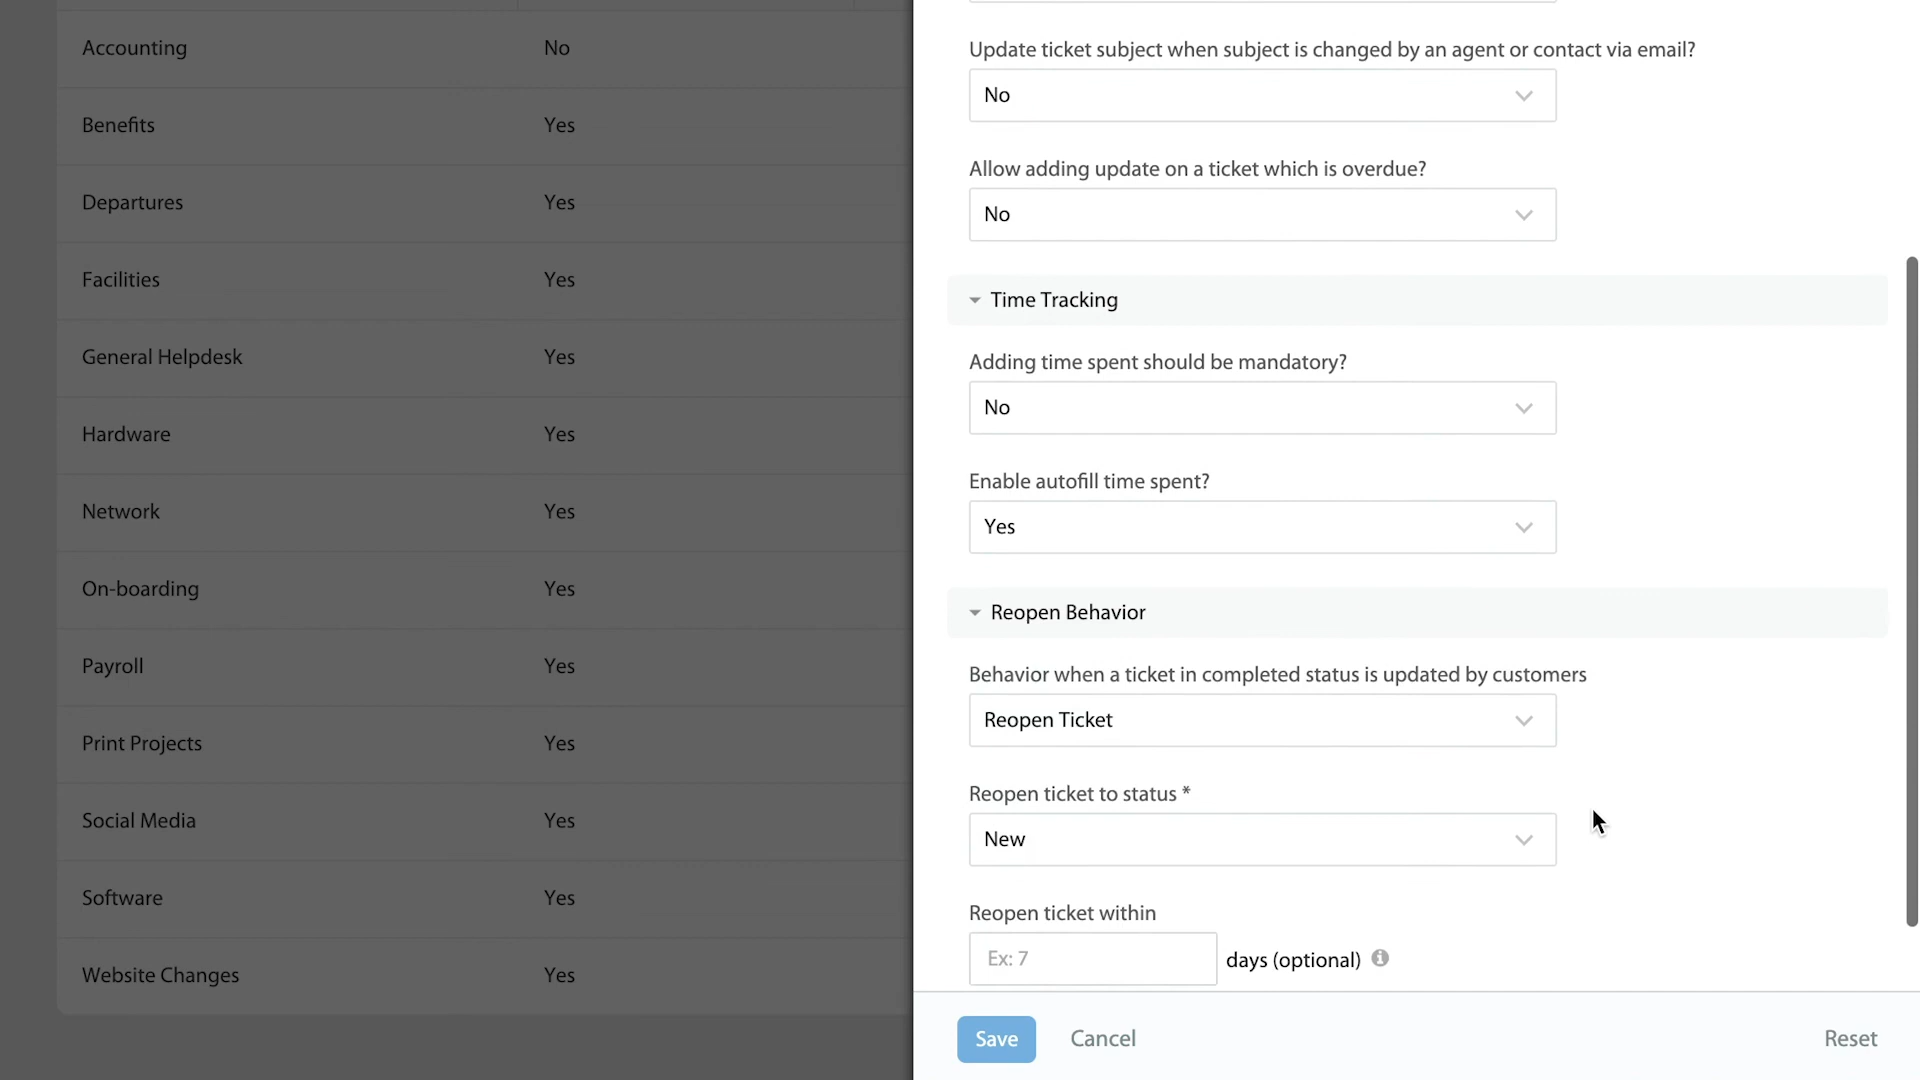 Accounting No
Benefits Yes
Departures Yes
Facilities Yes
General Helpdesk Yes
Hardware Yes
Network Yes
On-boarding Yes
Payroll Yes
Print Projects Yes
Social Media Yes
Software Yes
Website Changes Yes
Update ticket subject when subject is changed by an agent or contact via email?
No
Allow adding update on a ticket which is overdue?
No
Time Tracking
Adding time spent should be mandatory?
No
Enable autofill time spent?
Yes
Reopen Behavior
Behavior when a ticket in completed status is updated by customers
Reopen Ticket
Reopen ticket to status *
New
Reopen ticket within
Ex: 7 days (optional)
Save Cancel Reset